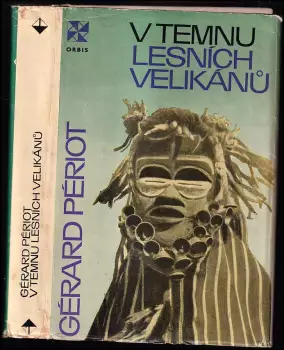 ORBIS
V TEMNU
LESNÍCH
VELIKÁNŮ
GÉRARD PÉRIOT
GÉRARD PÉRIOT
V TEMNU LESNÍCH VELIKÁNŮ